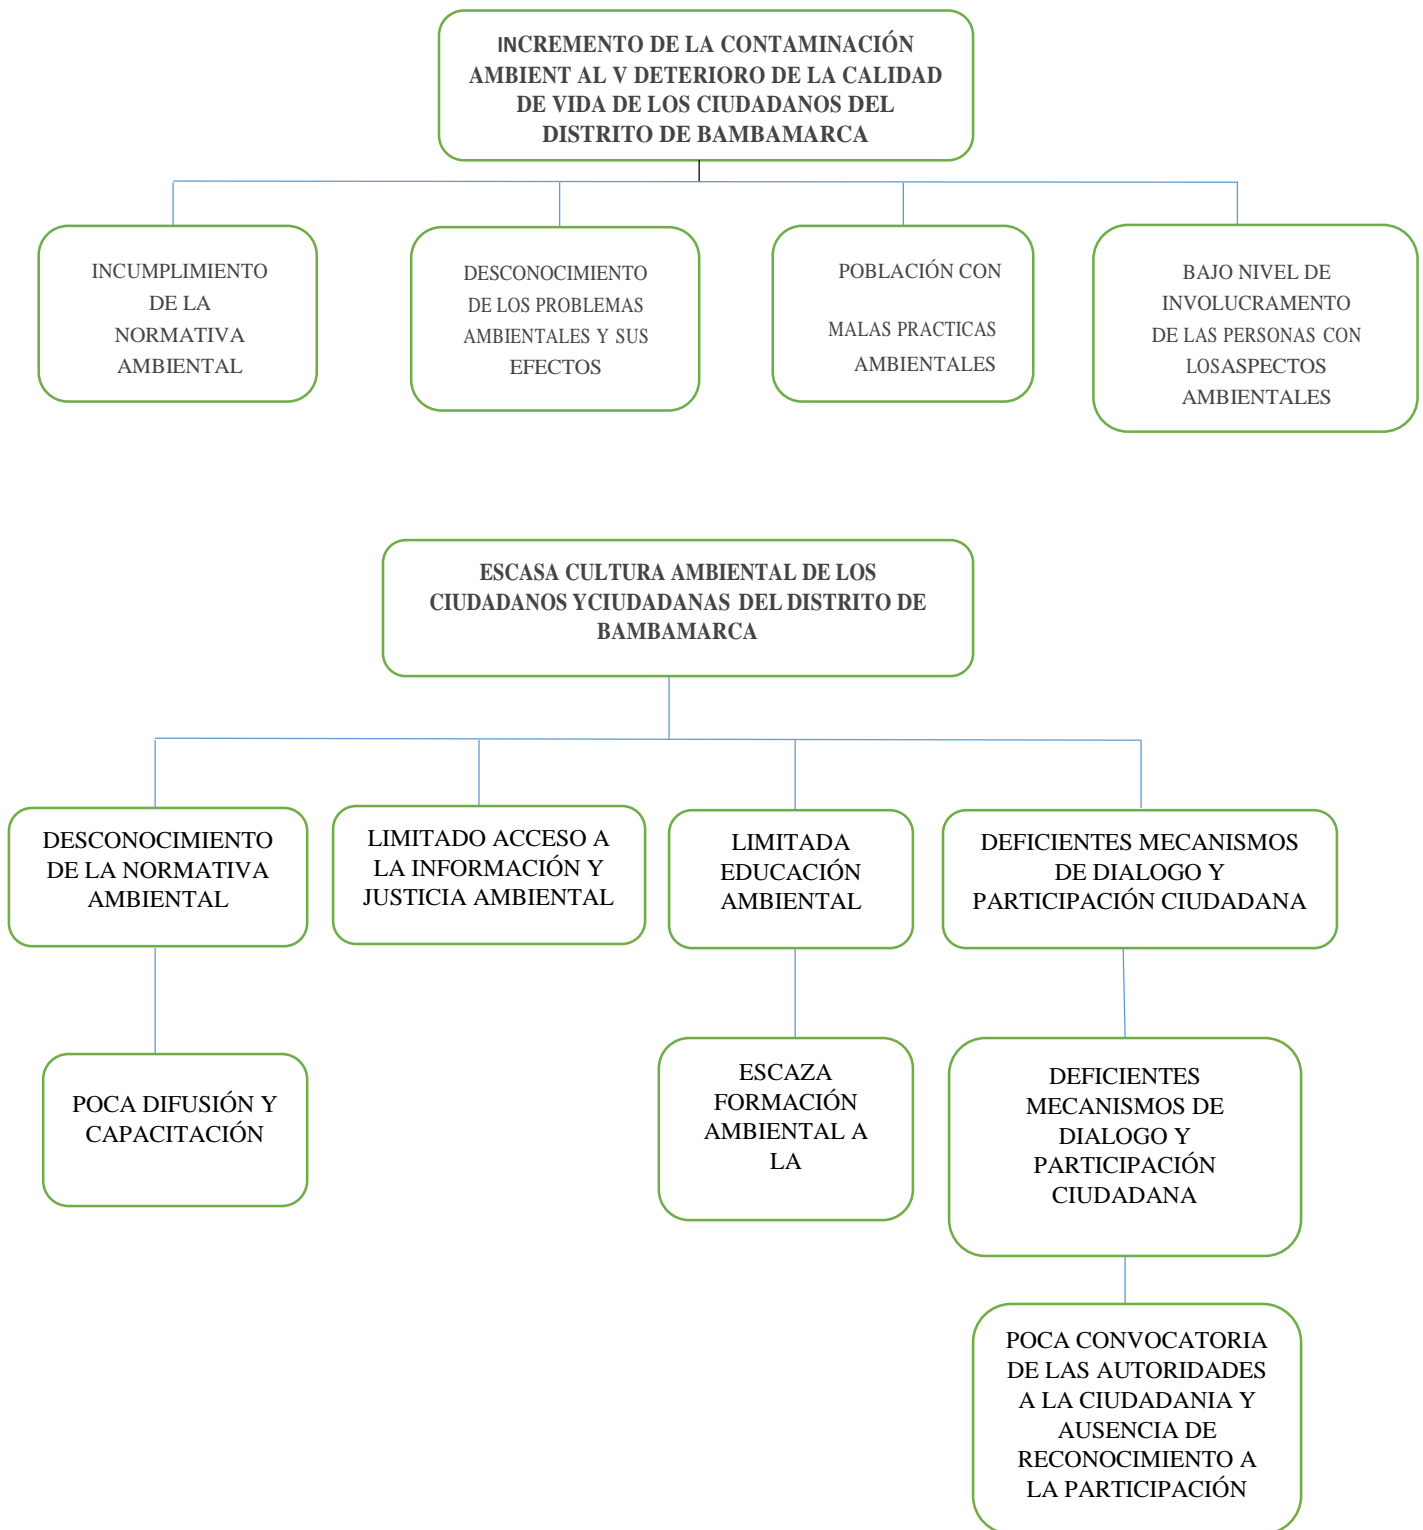 INCREMENTO DE LA CONTAMINACIÓN
AMBIENT AL V DETERIORO DE LA CALIDAD
DE VIDA DE LOS CIUDADANOS DEL
DISTRITO DE BAMBAMARCA
INCUMPLIMIENTO
DE LA
NORMATIVA
AMBIENTAL
DESCONOCIMIENTO
DE LOS PROBLEMAS
AMBIENTALES Y SUS
EFECTOS
POBLACIÓN CON
MALAS PRACTICAS
AMBIENTALES
BAJO NIVEL DE
INVOLUCRAMENTO
DE LAS PERSONAS CON
LOSASPECTOS
AMBIENTALES
ESCASA CULTURA AMBIENTAL DE LOS
CIUDADANOS YCIUDADANAS DEL DISTRITO DE
BAMBAMARCA
DESCONOCIMIENTO
DE LA NORMATIVA
AMBIENTAL
LIMITADO ACCESO A
LA INFORMACIÓN Y
JUSTICIA AMBIENTAL
LIMITADA
EDUCACIÓN
AMBIENTAL
DEFICIENTES MECANISMOS
DE DIALOGO Y
PARTICIPACIÓN CIUDADANA
POCA DIFUSIÓN Y
CAPACITACIÓN
ESCAZA
FORMACIÓN
AMBIENTAL A
LA
DEFICIENTES
MECANISMOS DE
DIALOGO Y
PARTICIPACIÓN
CIUDADANA
POCA CONVOCATORIA
DE LAS AUTORIDADES
A LA CIUDADANIA Y
AUSENCIA DE
RECONOCIMIENTO A
LA PARTICIPACIÓN